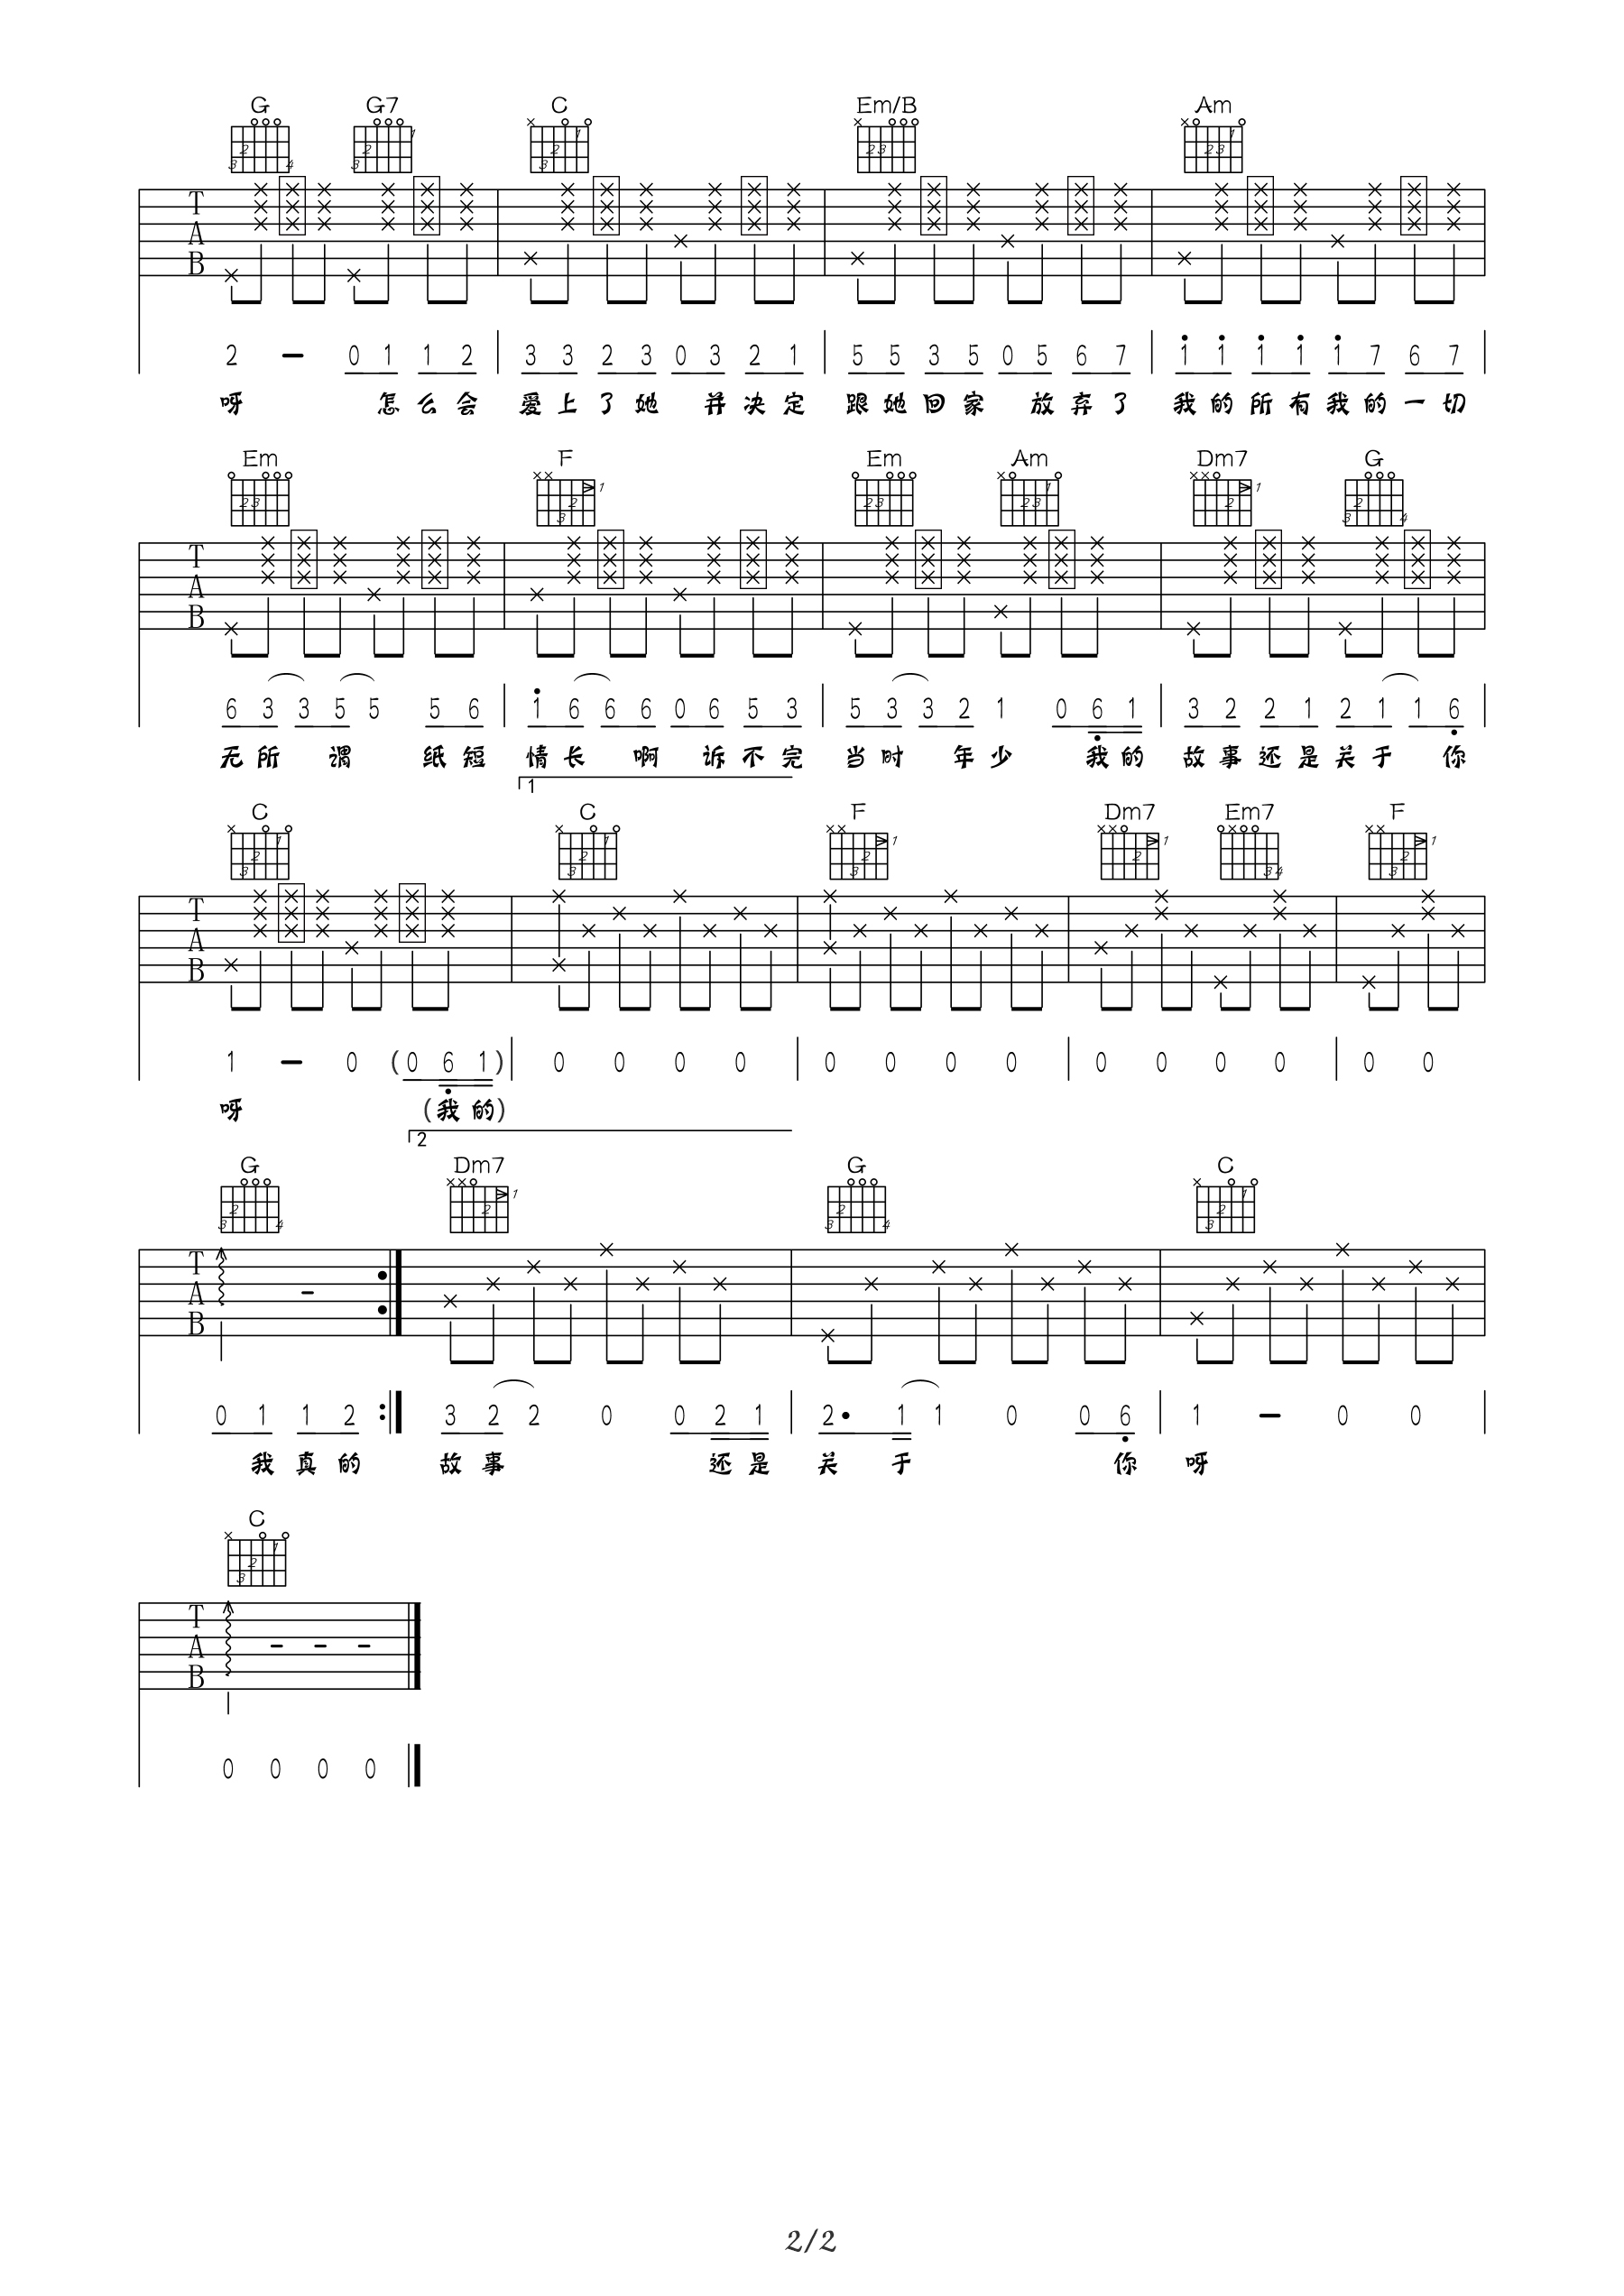 G G7 C Em/B Am
T
A
B
2 – 0 1 1 2 | 3 3 2 3 0 3 2 1 | 5 5 3 5 0 5 6 7 | 1 1 1 1 1 7 6 7 |
呀 怎么会 爱上了她 并决定 跟她回家 放弃了 我的所有我的一切
Em F Em Am Dm7 G
T
A
B
6 3 3 5 5 5 6 | 1 6 6 6 0 6 5 3 | 5 3 3 2 1 0 6 1 | 3 2 2 1 2 1 1 6 |
无所 谓 纸短 情长 啊 诉不完 当时 年少 我的 故事还是关于 你
1
C C F Dm7 Em7 F
T
A
B
1 – 0 (0 6 1) | 0 0 0 0 | 0 0 0 0 | 0 0 0 0 | 0 0
呀 (我的)
2
G Dm7 G C
T
A
B
0 1 1 2 :| 3 2 2 0 0 2 1 | 2· 1 1 0 0 6 | 1 – 0 0 |
我真的 故事 还是 关于 你 呀
C
T
A
B
0 0 0 0
2/2